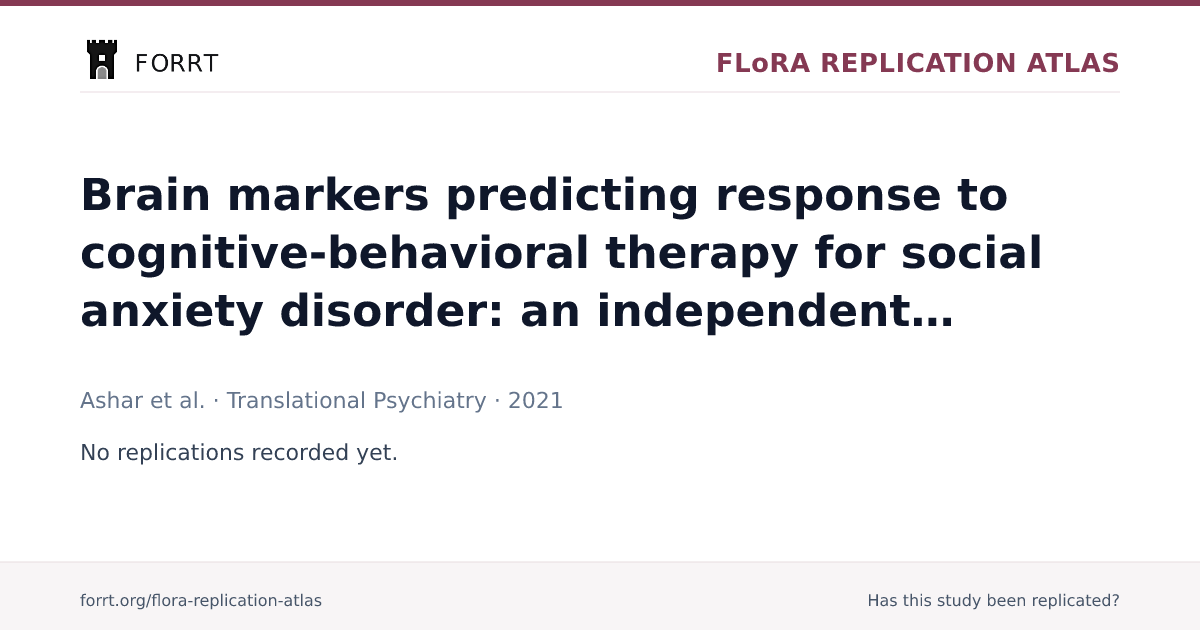 FORRT
FLoRA REPLICATION ATLAS
Brain markers predicting response to
cognitive-behavioral therapy for social
anxiety disorder: an independent…
Ashar et al. · Translational Psychiatry · 2021
No replications recorded yet.
forrt.org/flora-replication-atlas
Has this study been replicated?